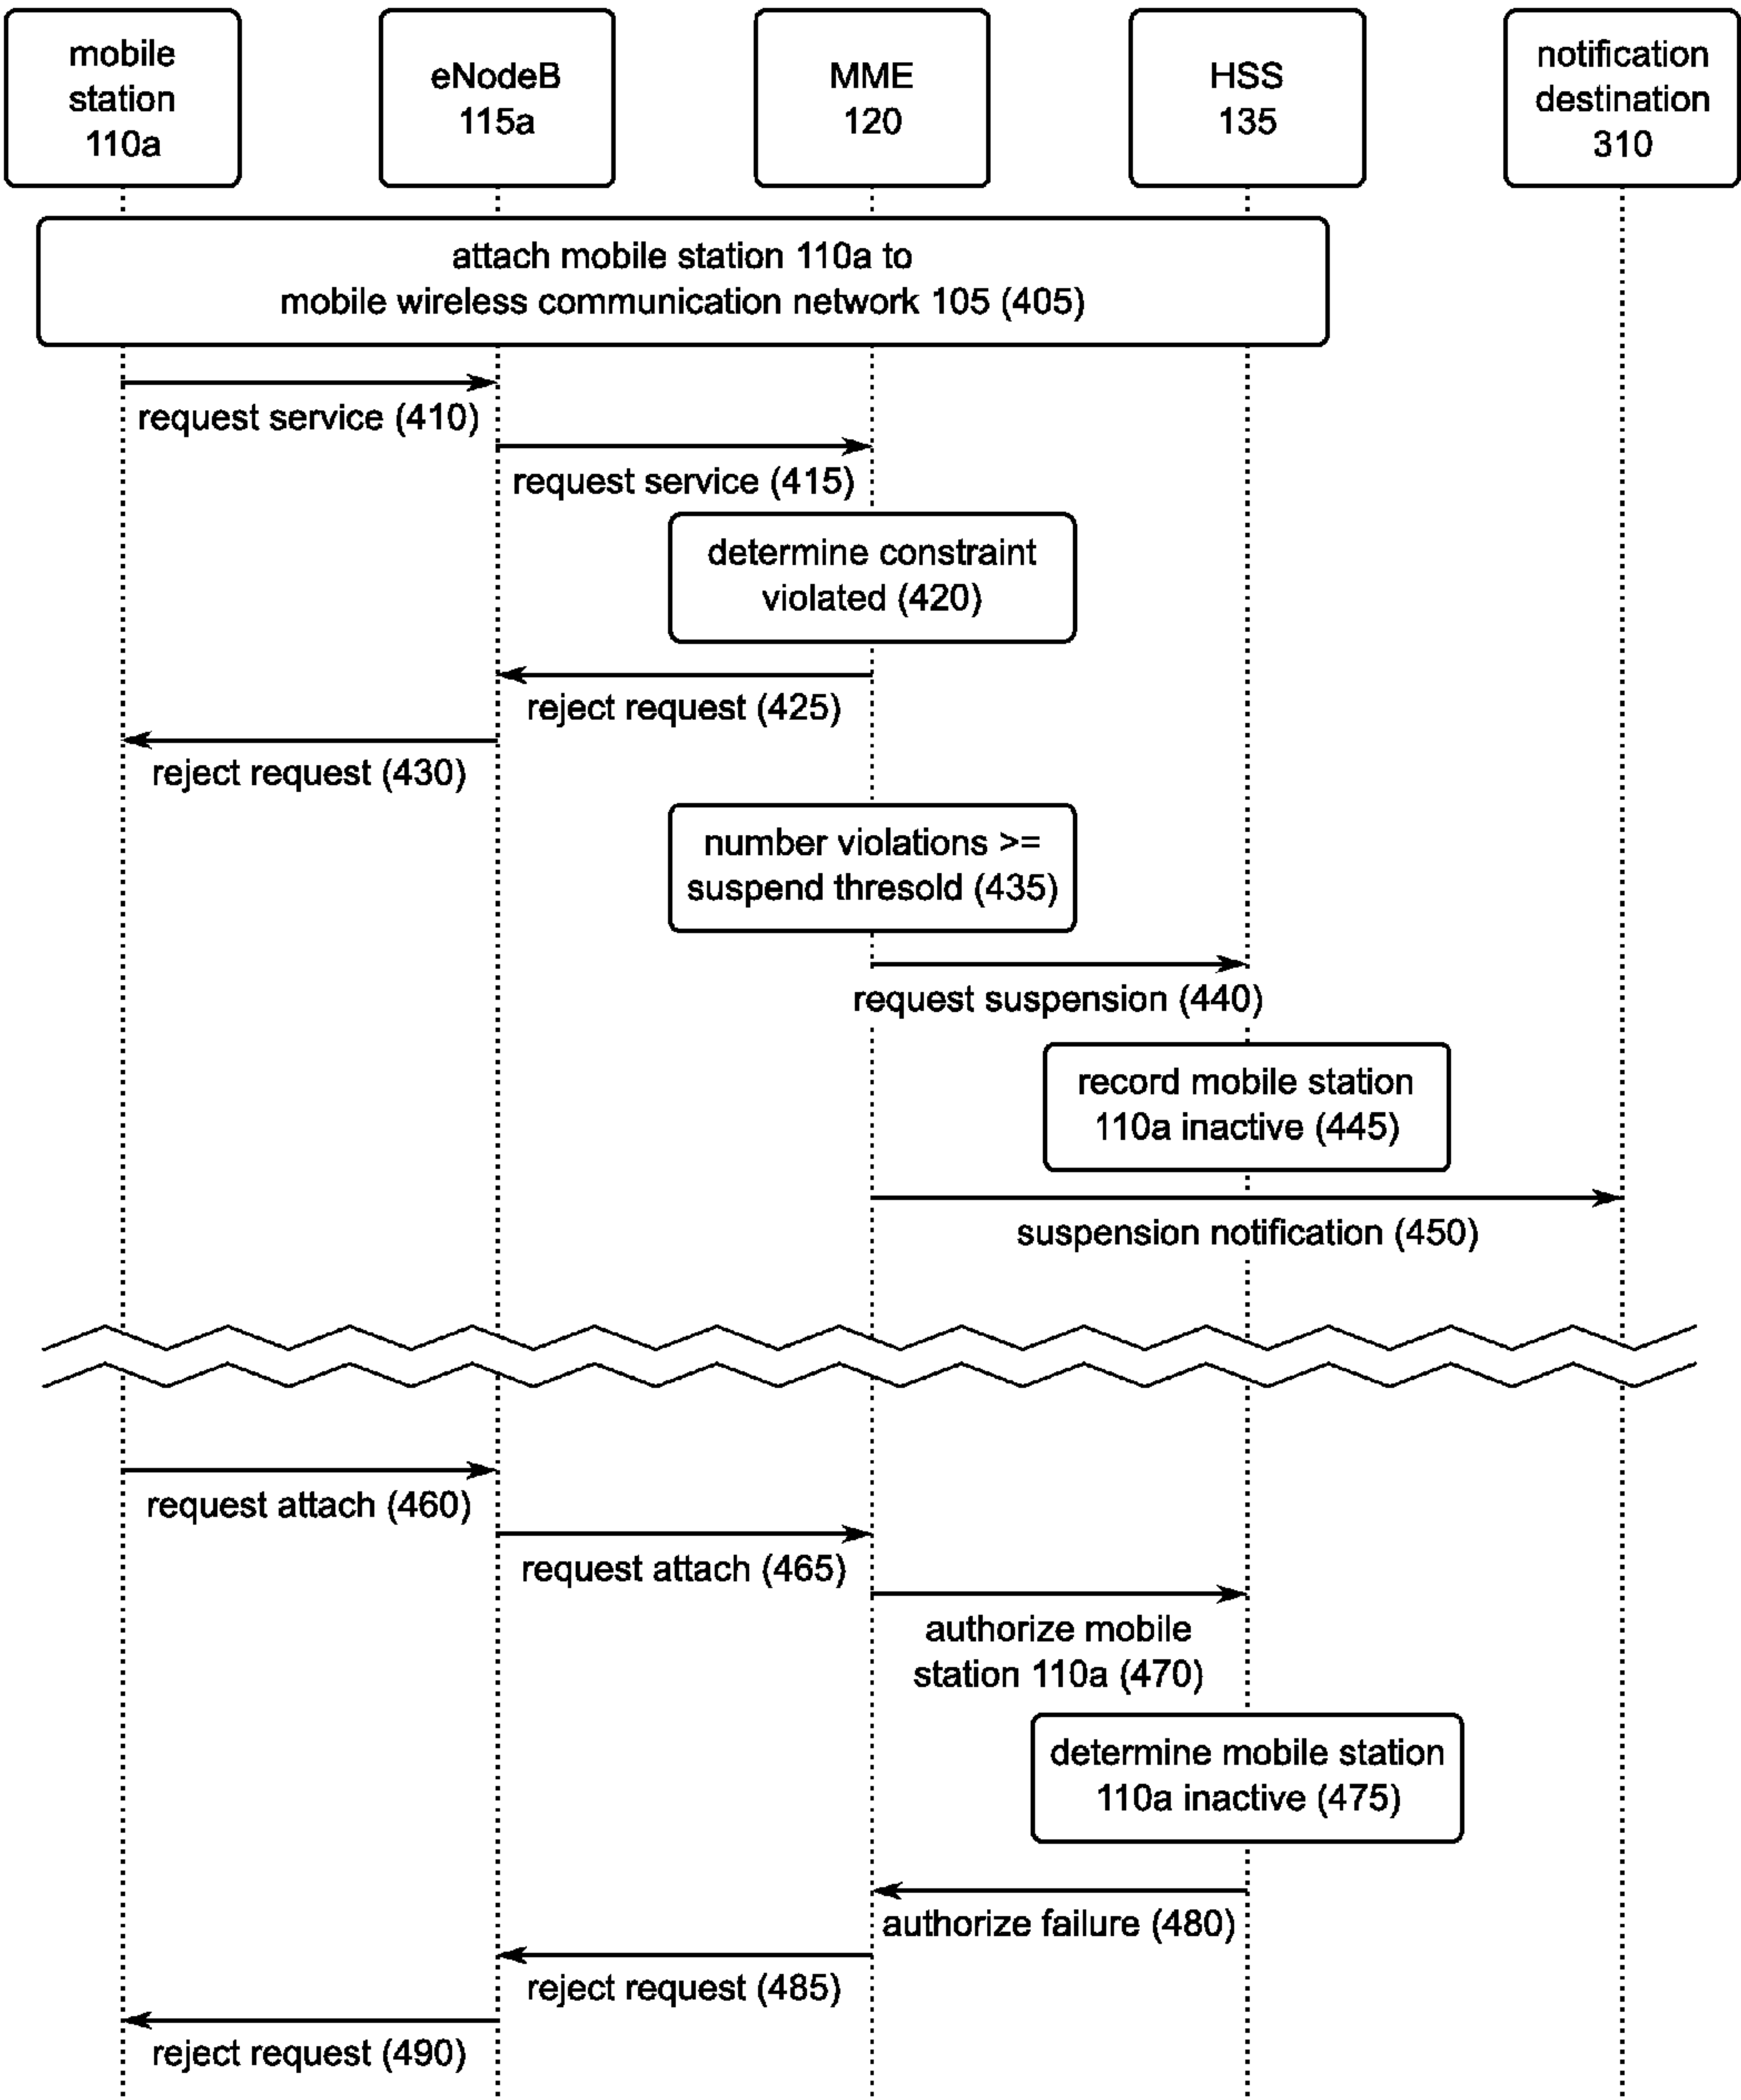 mobile
station
110a
eNodeB
115a
MME
120
HSS
135
notification
destination
310
attach mobile station 110a to
mobile wireless communication network 105 (405)
request service (410)
request service (415)
determine constraint
violated (420)
reject request (425)
reject request (430)
number violations >=
suspend thresold (435)
request suspension (440)
record mobile station
110a inactive (445)
suspension notification (450)
request attach (460)
request attach (465)
authorize mobile
station 110a (470)
determine mobile station
110a inactive (475)
authorize failure (480)
reject request (485)
reject request (490)